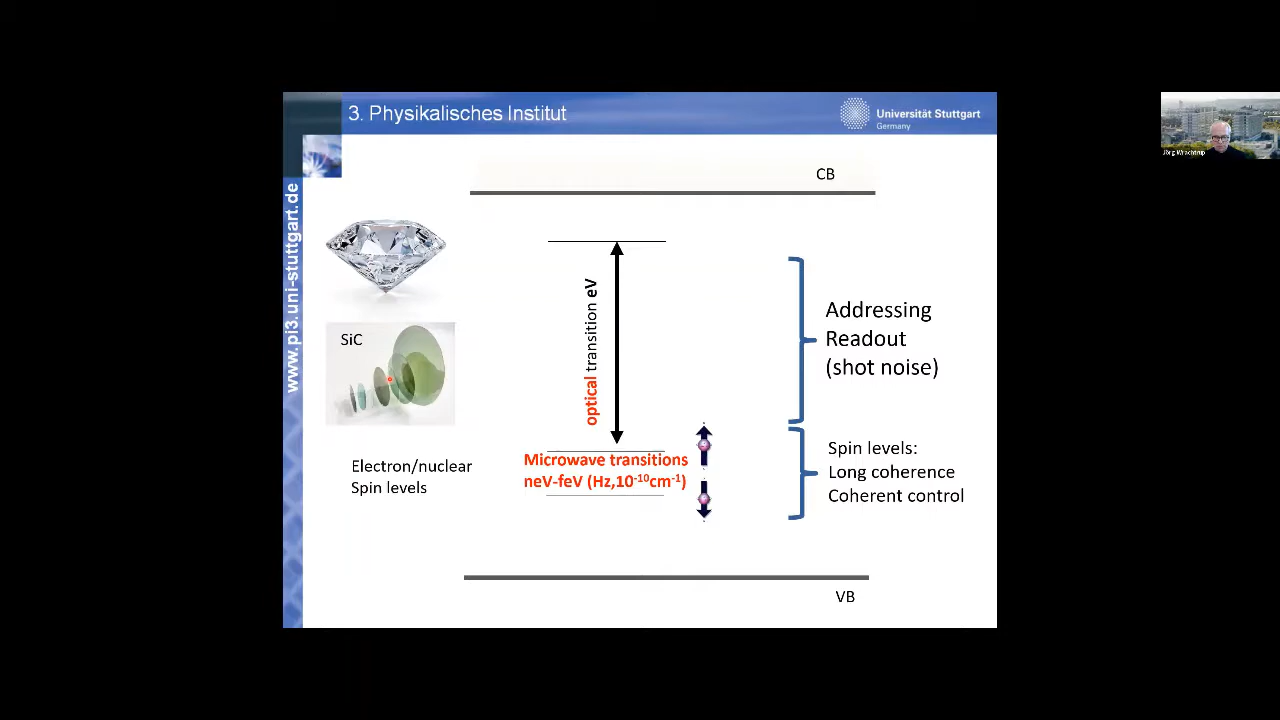 3. Physikalisches Institut
Universität Stuttgart
Germany
Jörg Wrachtrup
www.pi3.uni-stuttgart.de
CB
optical transition eV
SiC
Addressing
Readout
(shot noise)
Microwave transitions
neV-feV (Hz,10⁻¹⁰cm⁻¹)
Electron/nuclear
Spin levels
Spin levels:
Long coherence
Coherent control
VB